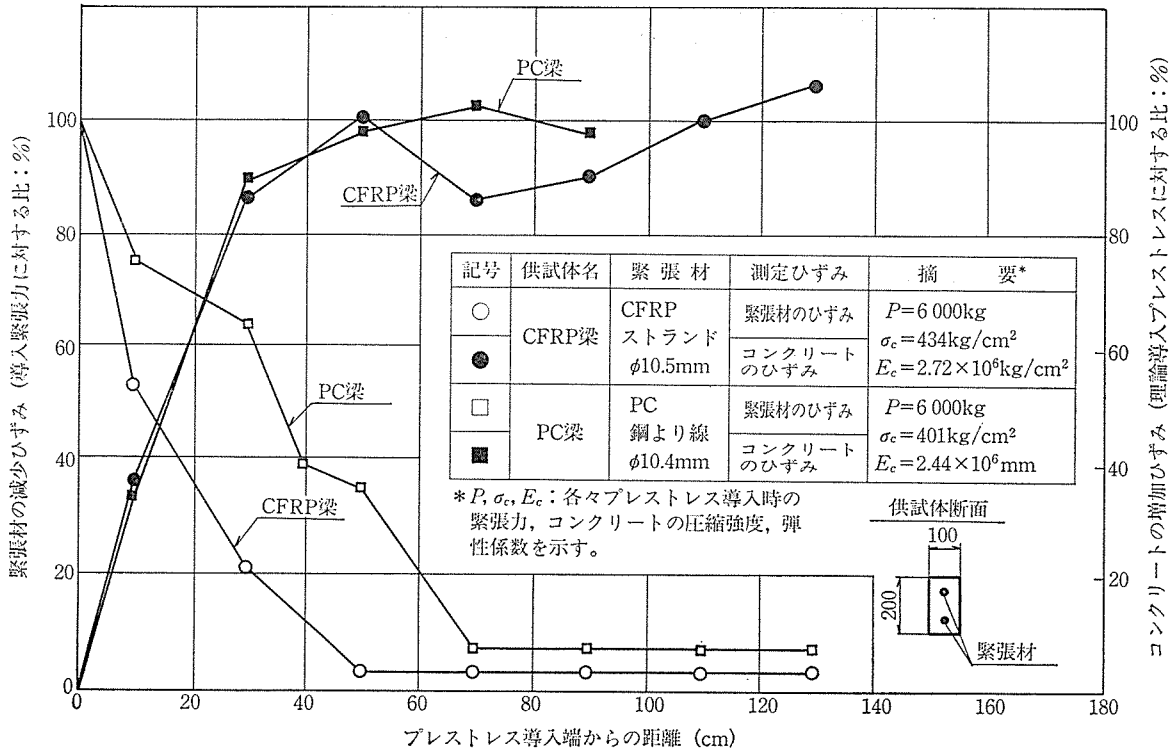 緊張材の減少ひずみ (導入緊張力に対する比:%)
コンクリートの増加ひずみ (理論導入プレストレスに対する比:%)
100
80
60
40
20
0
100
80
60
40
20
0
20
40
60
80
100
120
140
160
180
プレストレス導入端からの距離 (cm)
PC梁
CFRP梁
PC梁
CFRP梁
記号 供試体名 緊張材 測定ひずみ 摘要*
○ CFRP梁 CFRP 緊張材のひずみ P=6 000kg
● ストランド コンクリート σc=434kg/cm²
φ10.5mm のひずみ Ec=2.72×10⁶kg/cm²
□ PC梁 PC 緊張材のひずみ P=6 000kg
■ 鋼より線 コンクリート σc=401kg/cm²
φ10.4mm のひずみ Ec=2.44×10⁶mm
*P, σc, Ec:各々プレストレス導入時の
緊張力,コンクリートの圧縮強度,弾
性係数を示す。
供試体断面
100
200
緊張材